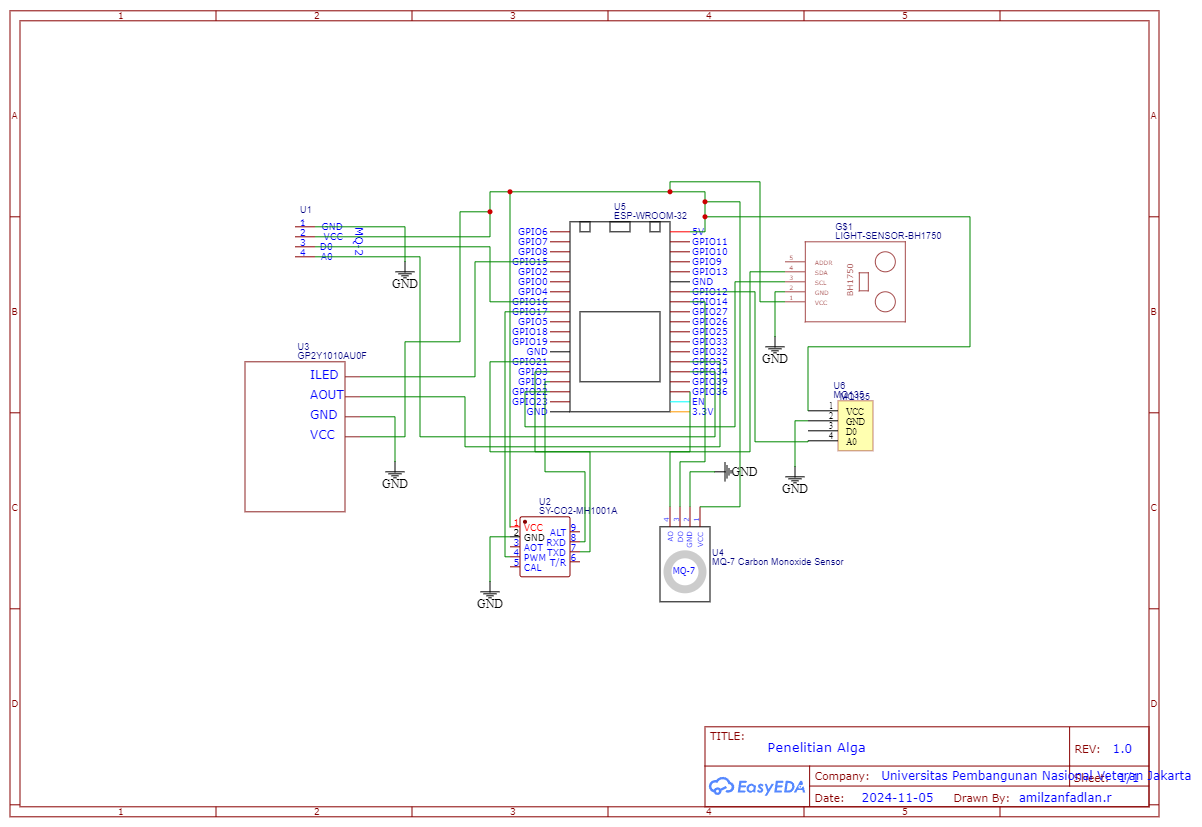 1 2 3 4 5
A A
B B
C C
D D
U1
1 GND
2 VCC
3 D0
4 A0
MQ-2
GND
U3
GP2Y1010AU0F
ILED
AOUT
GND
VCC
GND
U5
ESP-WROOM-32
GPIO6
GPIO7
GPIO8
GPIO15
GPIO2
GPIO0
GPIO4
GPIO16
GPIO17
GPIO5
GPIO18
GPIO19
GND
GPIO21
GPIO3
GPIO1
GPIO22
GPIO23
GND
5V
GPIO11
GPIO10
GPIO9
GPIO13
GND
GPIO12
GPIO14
GPIO27
GPIO26
GPIO25
GPIO33
GPIO32
GPIO35
GPIO34
GPIO39
GPIO36
EN
3.3V
GS1
LIGHT-SENSOR-BH1750
5 ADDR
4 SDA
3 SCL
2 GND
1 VCC
BH1750
GND
U6
MQ135
MQ135
1 VCC
2 GND
3 D0
4 A0
GND
U2
SY-CO2-MH1001A
1 VCC
2 GND
3 AOT
4 PWM
5 CAL
ALT 9
RXD 8
TXD 7
T/R 6
GND
GND
4 3 2 1
AO DO GND VCC
MQ-7
U4
MQ-7 Carbon Monoxide Sensor
TITLE:
Penelitian Alga
REV: 1.0
EasyEDA
Company: Universitas Pembangunan Nasional Veteran Jakarta
Sheet: 1/1
Date: 2024-11-05 Drawn By: amilzanfadlan.r
1 2 3 4 5